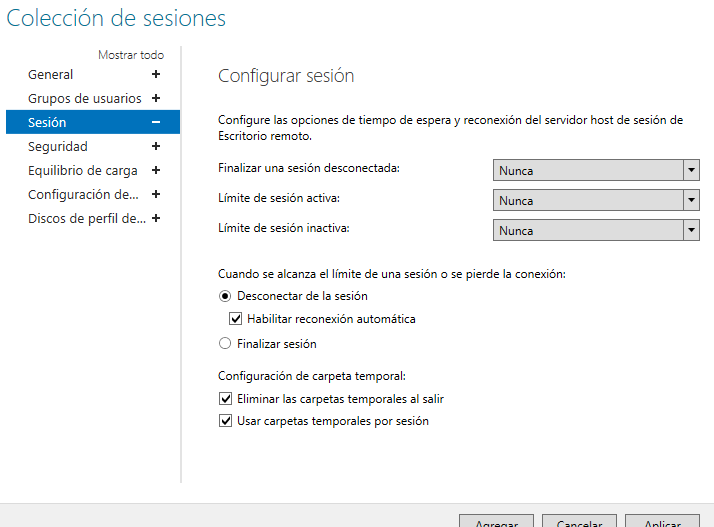 Colección de sesiones
Mostrar todo
General +
Grupos de usuarios +
Sesión −
Seguridad +
Equilibrio de carga +
Configuración de... +
Discos de perfil de... +
Configurar sesión
Configure las opciones de tiempo de espera y reconexión del servidor host de sesión de
Escritorio remoto.
Finalizar una sesión desconectada: Nunca
Límite de sesión activa: Nunca
Límite de sesión inactiva: Nunca
Cuando se alcanza el límite de una sesión o se pierde la conexión:
Desconectar de la sesión
Habilitar reconexión automática
Finalizar sesión
Configuración de carpeta temporal:
Eliminar las carpetas temporales al salir
Usar carpetas temporales por sesión
Agregar Cancelar Aplicar